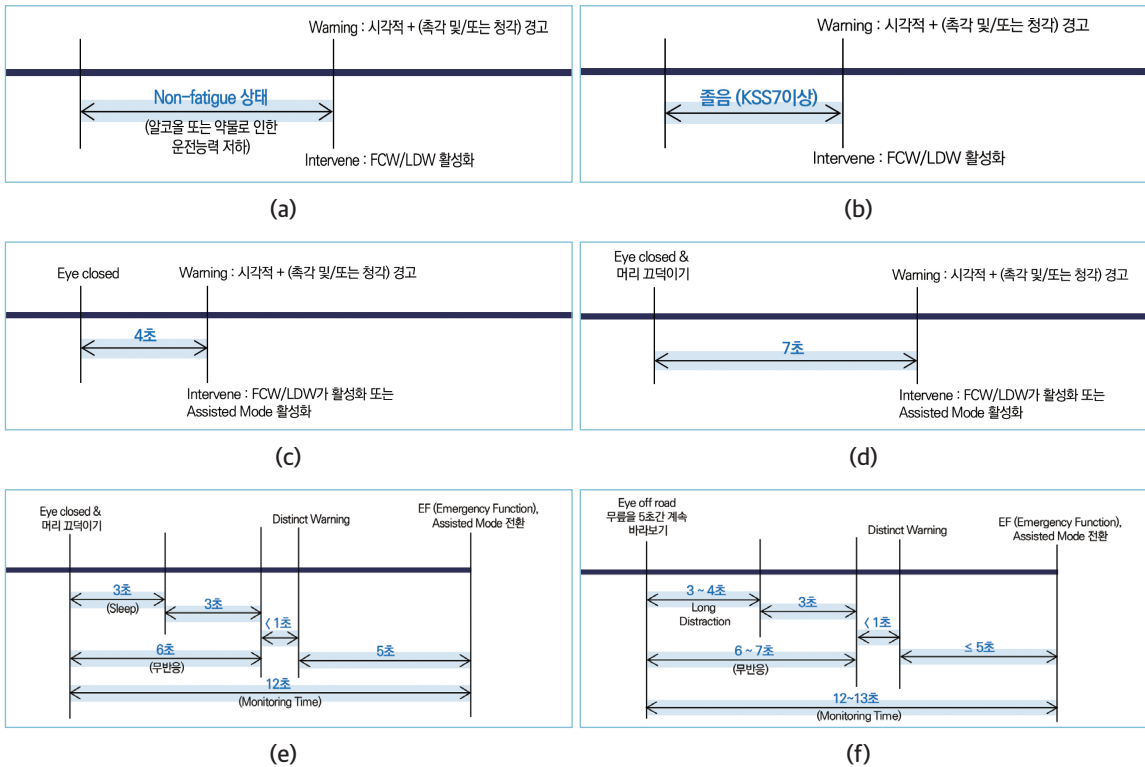 Warning : 시각적 + (촉각 및/또는 청각) 경고
Non-fatigue 상태
(알코올 또는 약물로 인한
운전능력 저하)
Intervene : FCW/LDW 활성화
(a)
Warning : 시각적 + (촉각 및/또는 청각) 경고
졸음 (KSS7이상)
Intervene : FCW/LDW 활성화
(b)
Eye closed
Warning : 시각적 + (촉각 및/또는 청각) 경고
4초
Intervene : FCW/LDW가 활성화 또는
Assisted Mode 활성화
(c)
Eye closed &
머리 끄덕이기
Warning : 시각적 + (촉각 및/또는 청각) 경고
7초
Intervene : FCW/LDW가 활성화 또는
Assisted Mode 활성화
(d)
Eye closed &
머리 끄덕이기
Distinct Warning
EF (Emergency Function),
Assisted Mode 전환
3초
(Sleep)
3초
< 1초
6초
(무반응)
5초
12초
(Monitoring Time)
(e)
Eye off road
무릎을 5초간 계속
바라보기
Distinct Warning
EF (Emergency Function),
Assisted Mode 전환
3 ~ 4초
Long
Distraction
3초
< 1초
6 ~ 7초
(무반응)
≤ 5초
12~13초
(Monitoring Time)
(f)